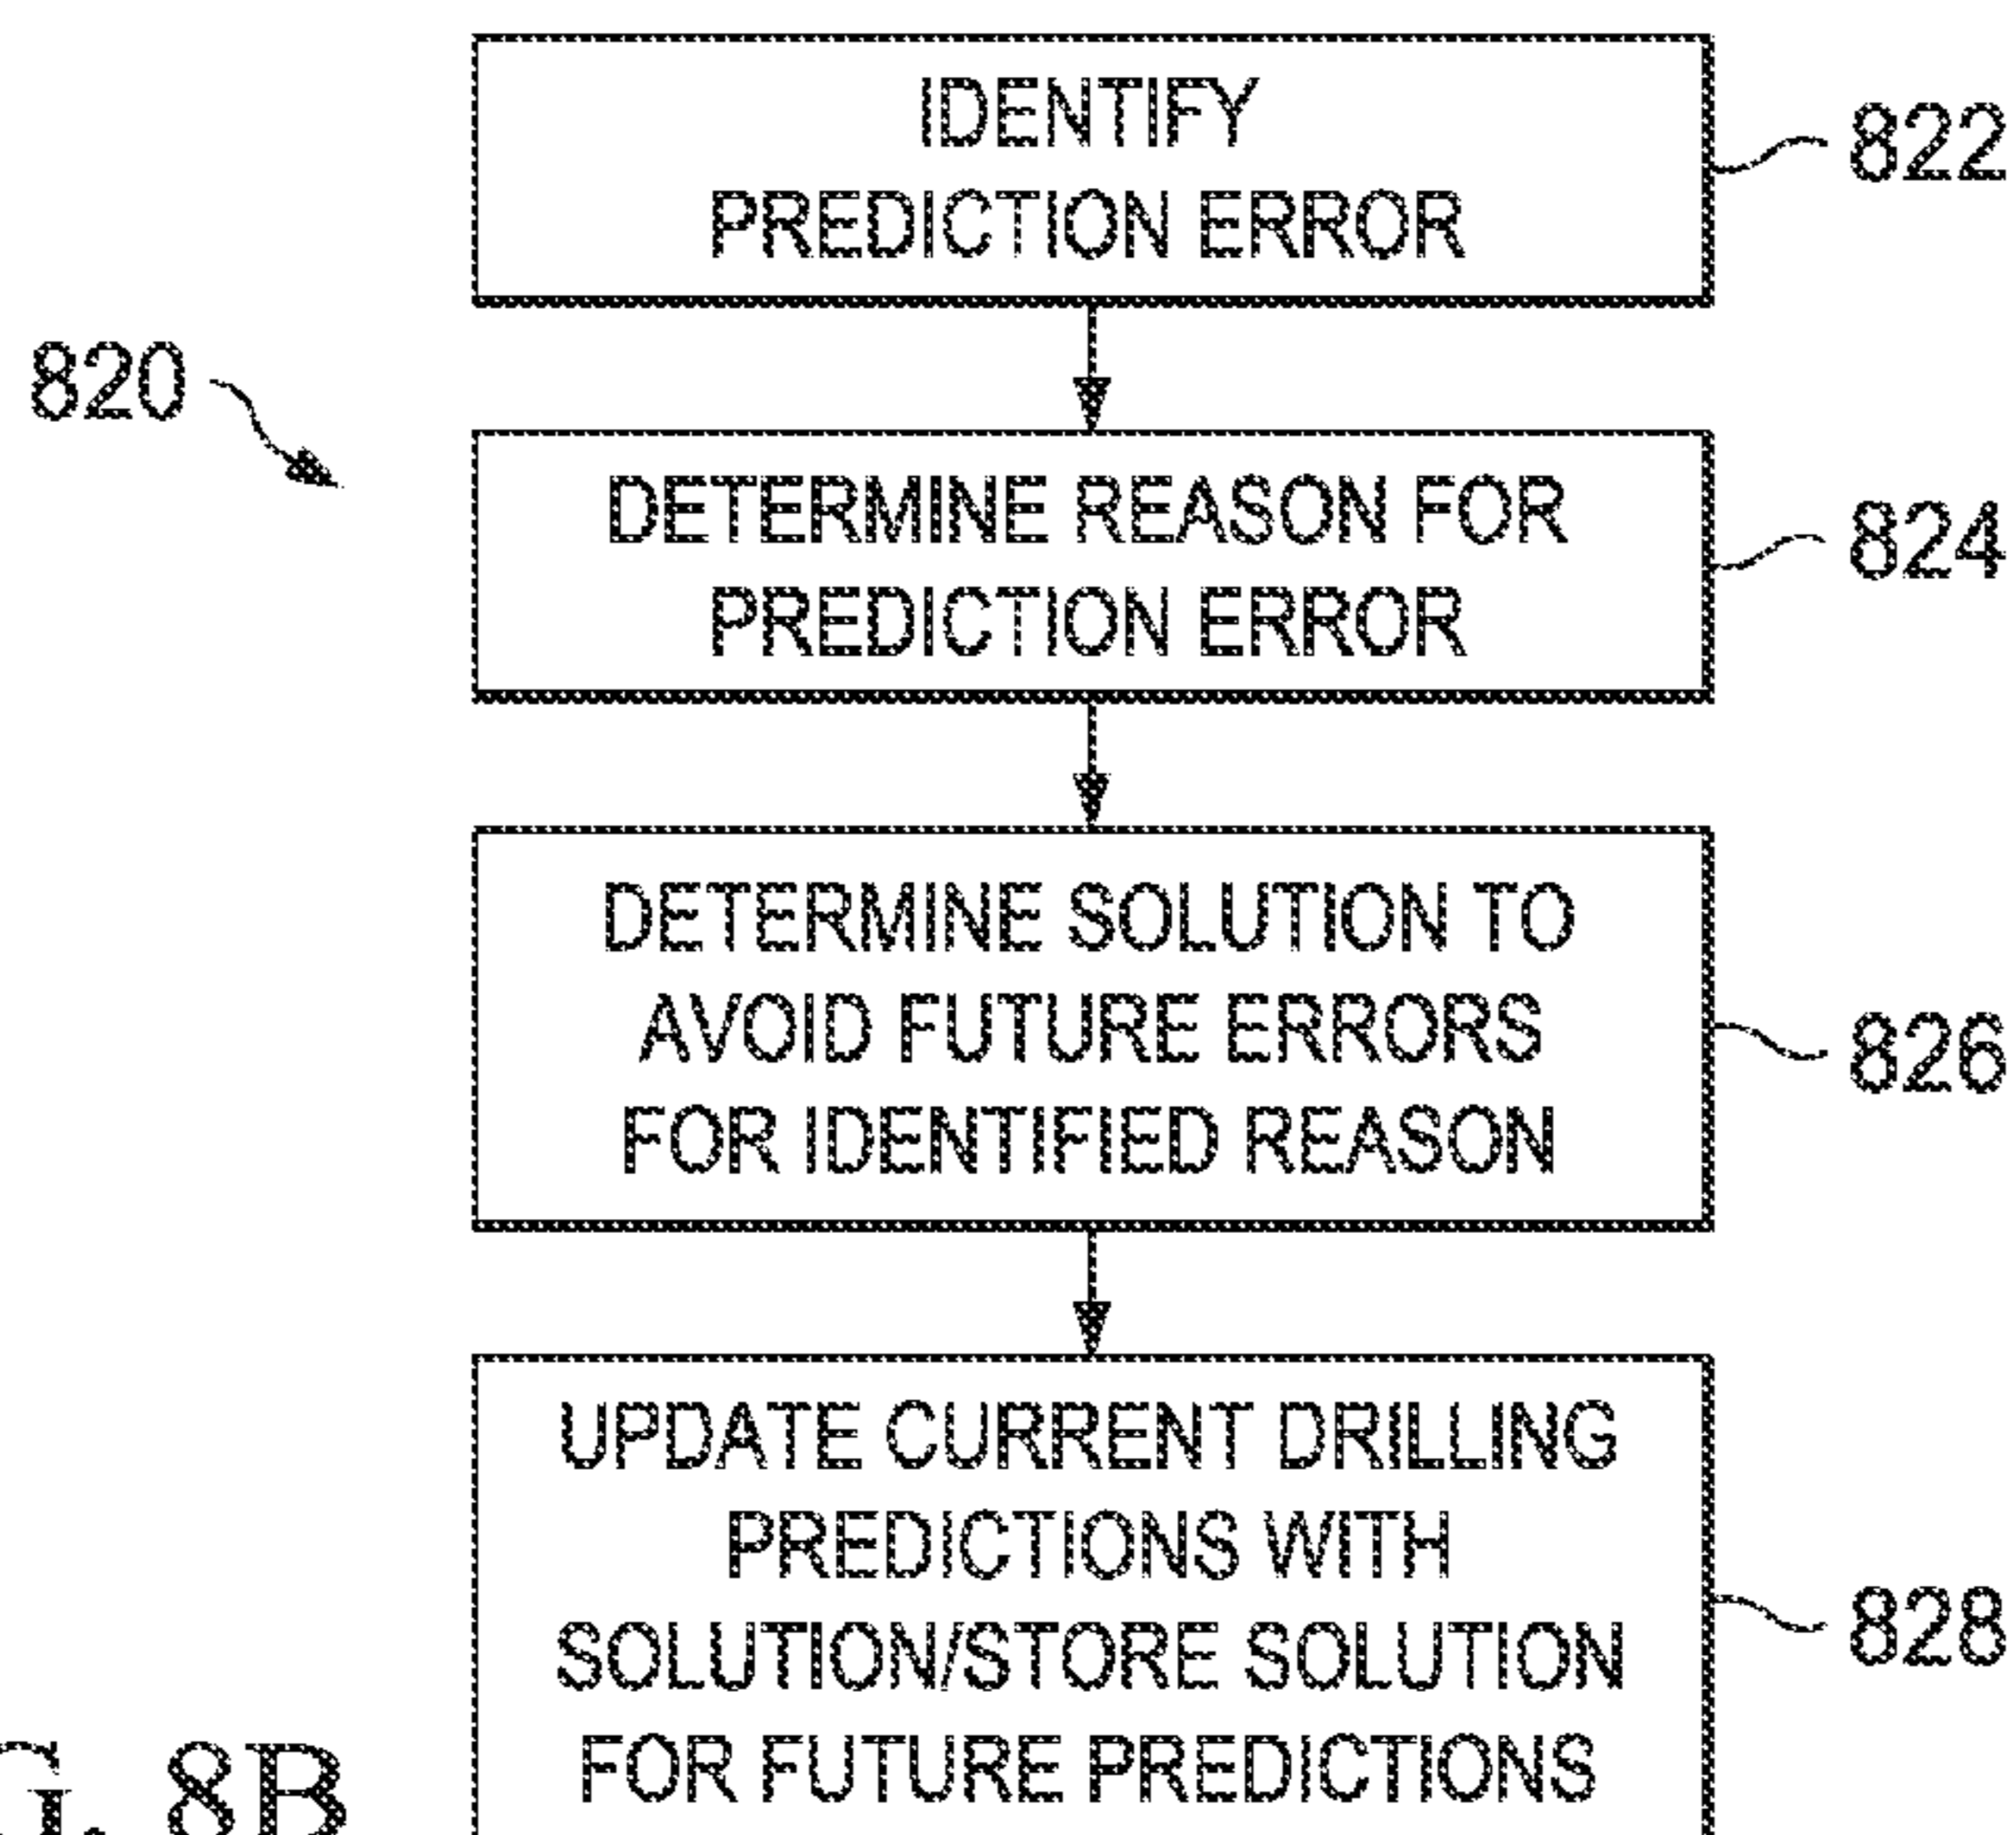 IDENTIFY
PREDICTION ERROR
822
820
DETERMINE REASON FOR
PREDICTION ERROR
824
DETERMINE SOLUTION TO
AVOID FUTURE ERRORS
FOR IDENTIFIED REASON
826
UPDATE CURRENT DRILLING
PREDICTIONS WITH
SOLUTION/STORE SOLUTION
FOR FUTURE PREDICTIONS
828
G. 8B